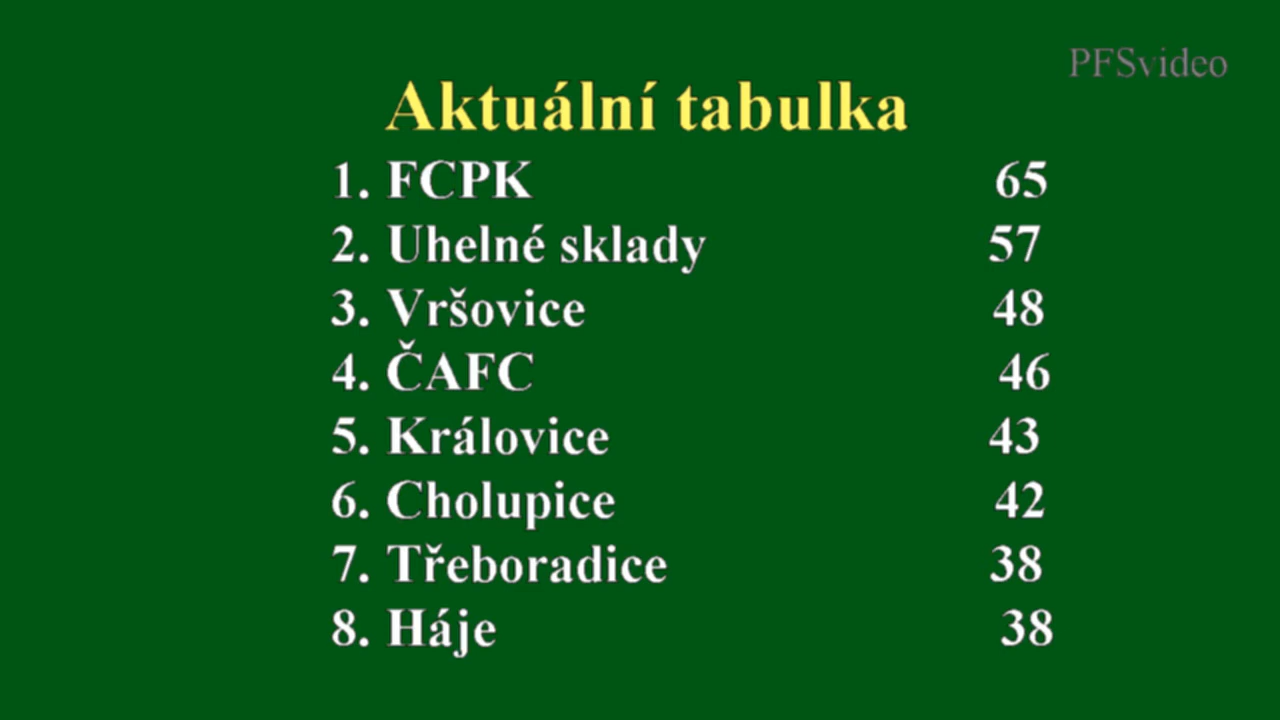 PFSvideo
Aktuální tabulka
1. FCPK 65
2. Uhelné sklady 57
3. Vršovice 48
4. ČAFC 46
5. Královice 43
6. Cholupice 42
7. Třeboradice 38
8. Háje 38